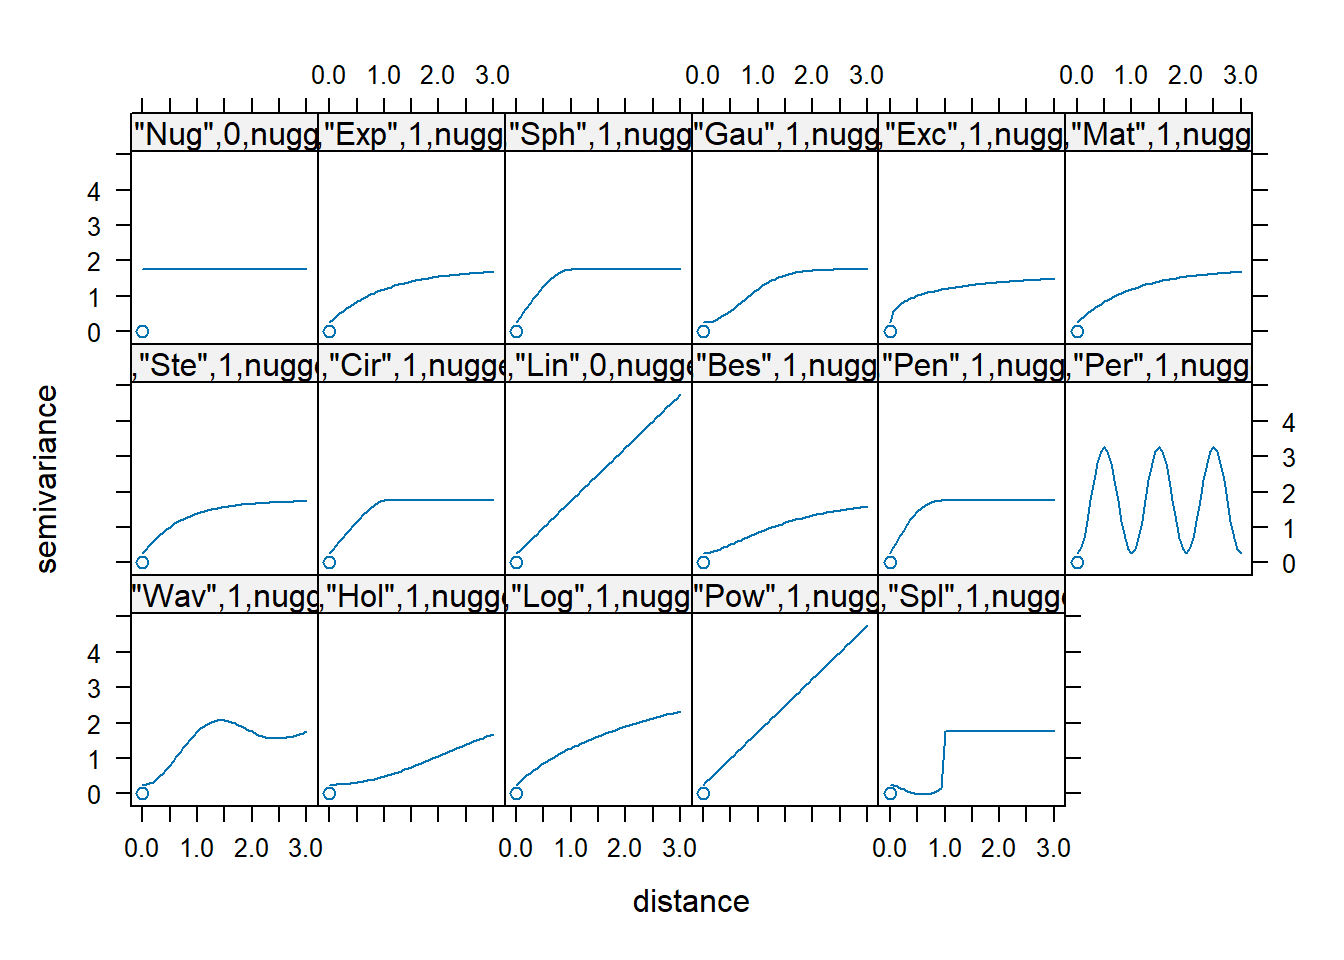 0.0 1.0 2.0 3.0 0.0 1.0 2.0 3.0 0.0 1.0 2.0 3.0
"Nug",0,nugg ,"Exp",1,nugg ,"Sph",1,nugg "Gau",1,nugg ,"Exc",1,nugg ,"Mat",1,nugg
4
3
2
1
0
,"Ste",1,nugge ,"Cir",1,nugge ,"Lin",0,nugge "Bes",1,nugg "Pen",1,nugg ,"Per",1,nugg
4
3
2
1
0
semivariance
"Wav",1,nugg ,"Hol",1,nugge ,"Log",1,nugg "Pow",1,nugg ,"Spl",1,nugge
4
3
2
1
0
0.0 1.0 2.0 3.0 0.0 1.0 2.0 3.0 0.0 1.0 2.0 3.0
distance